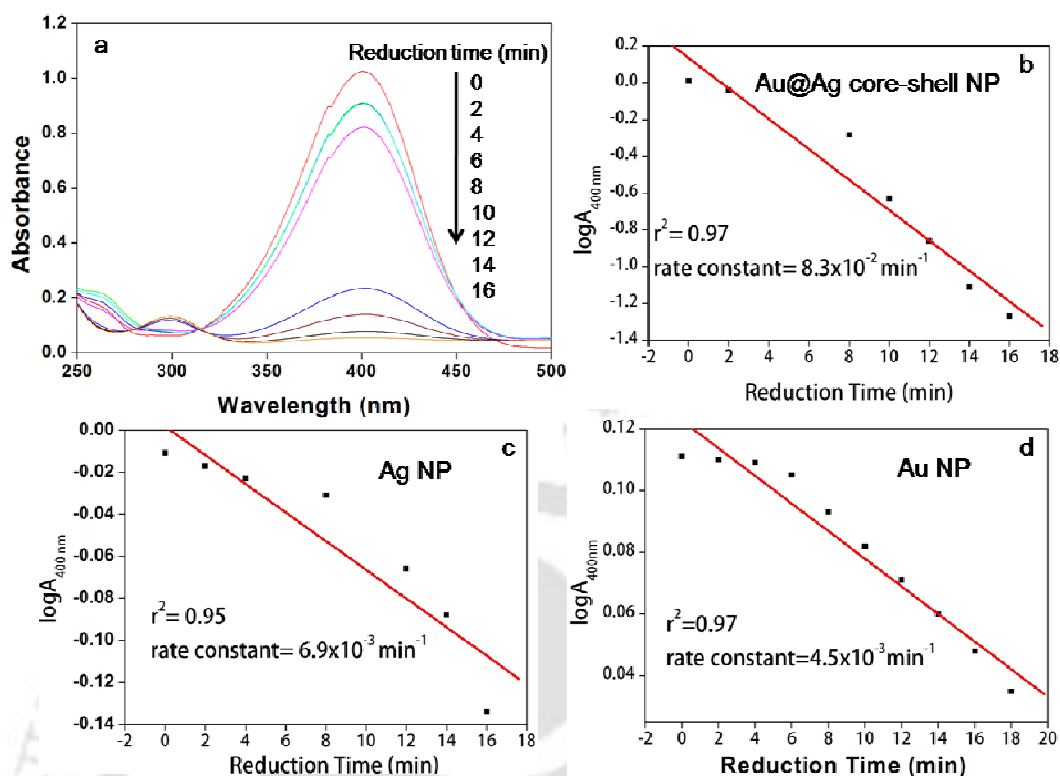 a
Reduction time (min)
0
2
4
6
8
10
12
14
16
1.2
1.0
0.8
0.6
0.4
0.2
0.0
Absorbance
250 300 350 400 450 500
Wavelength (nm)
b
Au@Ag core-shell NP
0.2
0.0
-0.2
-0.4
-0.6
-0.8
-1.0
-1.2
-1.4
logA400 nm
r²= 0.97
rate constant= 8.3x10⁻² min⁻¹
-2 0 2 4 6 8 10 12 14 16 18
Reduction Time (min)
c
Ag NP
0.00
-0.02
-0.04
-0.06
-0.08
-0.10
-0.12
-0.14
logA400 nm
r²= 0.95
rate constant= 6.9x10⁻³ min⁻¹
-2 0 2 4 6 8 10 12 14 16 18
Reduction Time (min)
d
Au NP
0.12
0.10
0.08
0.06
0.04
logA400nm
r²=0.97
rate constant=4.5x10⁻³ min⁻¹
-2 0 2 4 6 8 10 12 14 16 18 20
Reduction Time (min)